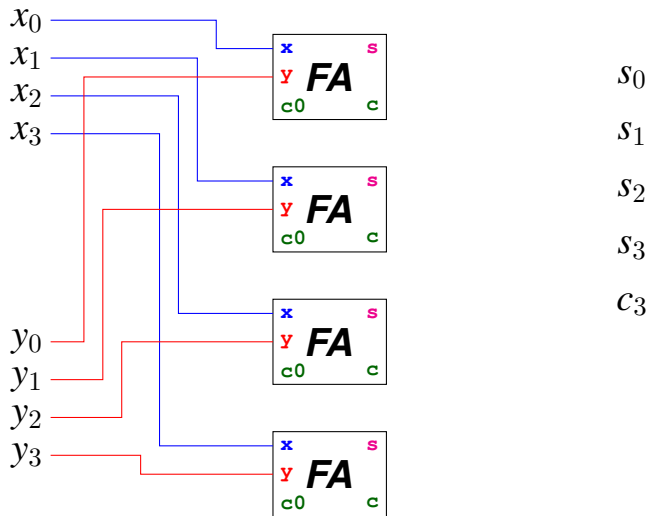 x₀
x₁
x₂
x₃
y₀
y₁
y₂
y₃
x s
y FA
c0 c
x s
y FA
c0 c
x s
y FA
c0 c
x s
y FA
c0 c
s₀
s₁
s₂
s₃
c₃